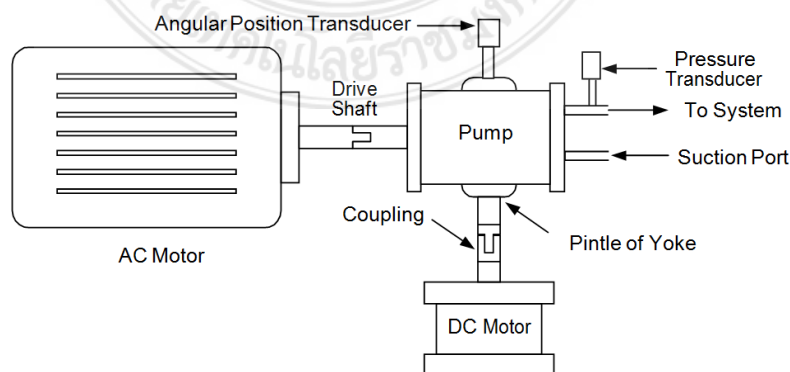 Angular Position Transducer
Pressure
Transducer
Drive
Shaft
To System
Pump
Suction Port
Coupling
Pintle of Yoke
AC Motor
DC Motor